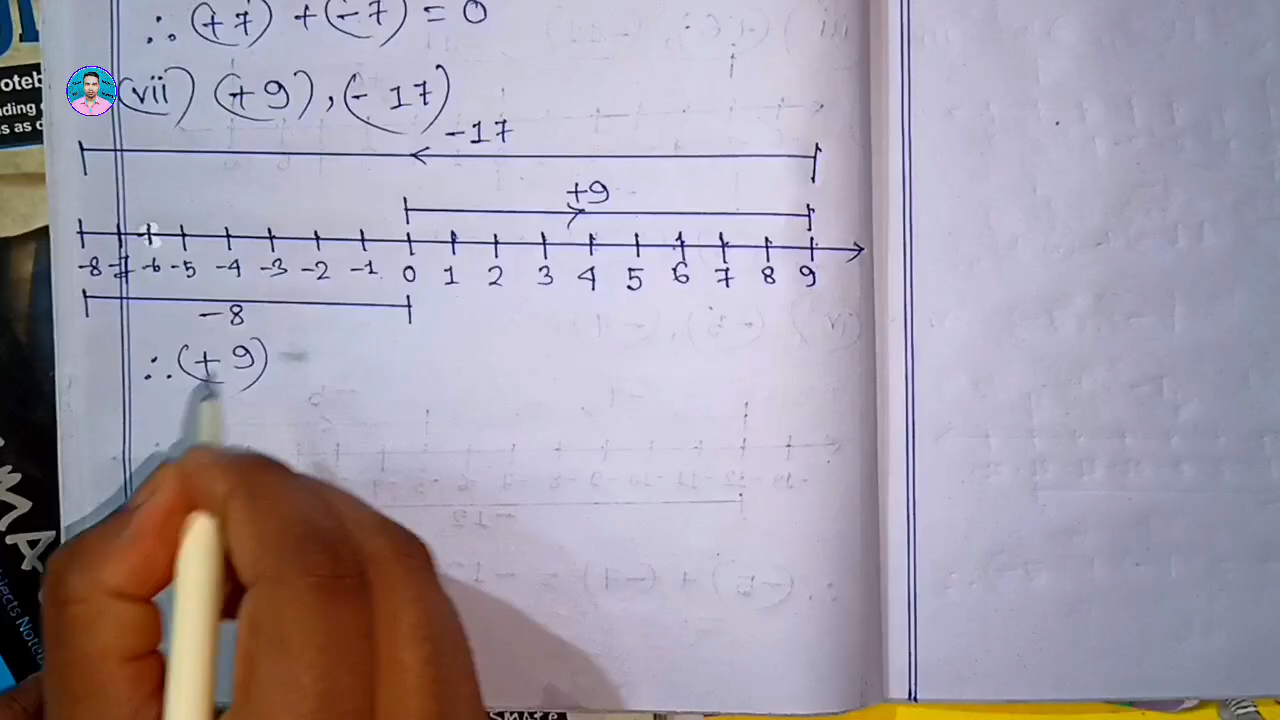 ∴ (+7) + (-7) = 0
(vii) (+9), (-17)
-17
+9
-8 -7 -6 -5 -4 -3 -2 -1 0 1 2 3 4 5 6 7 8 9
-8
∴ (+9)